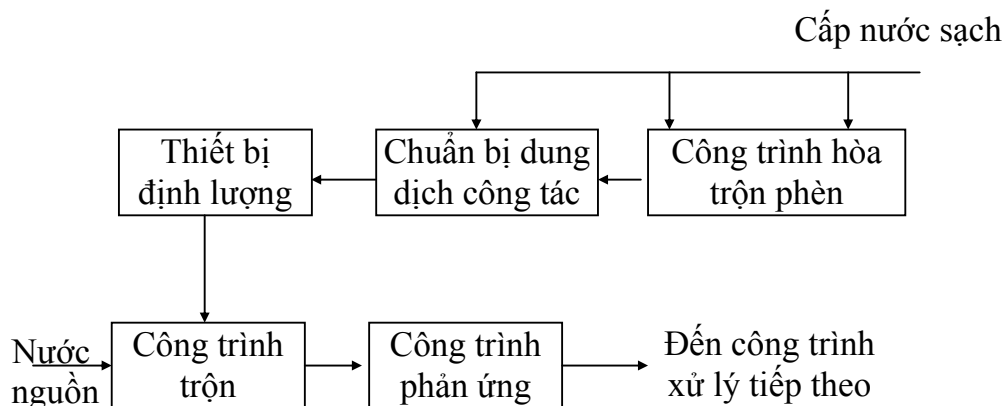 Cấp nước sạch
Thiết bị
định lượng
Chuẩn bị dung
dịch công tác
Công trình hòa
trộn phèn
Nước
nguồn
Công trình
trộn
Công trình
phản ứng
Đến công trình
xử lý tiếp theo